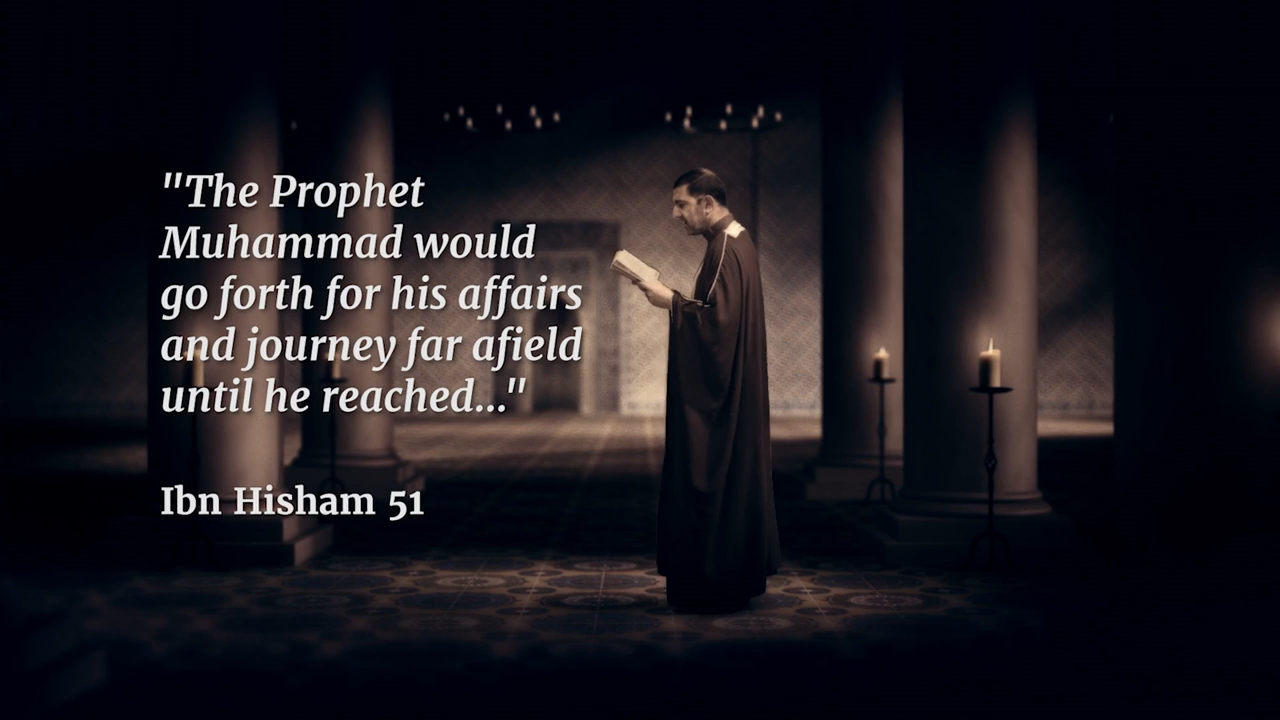 "The Prophet
Muhammad would
go forth for his affairs
and journey far afield
until he reached..."
Ibn Hisham 51